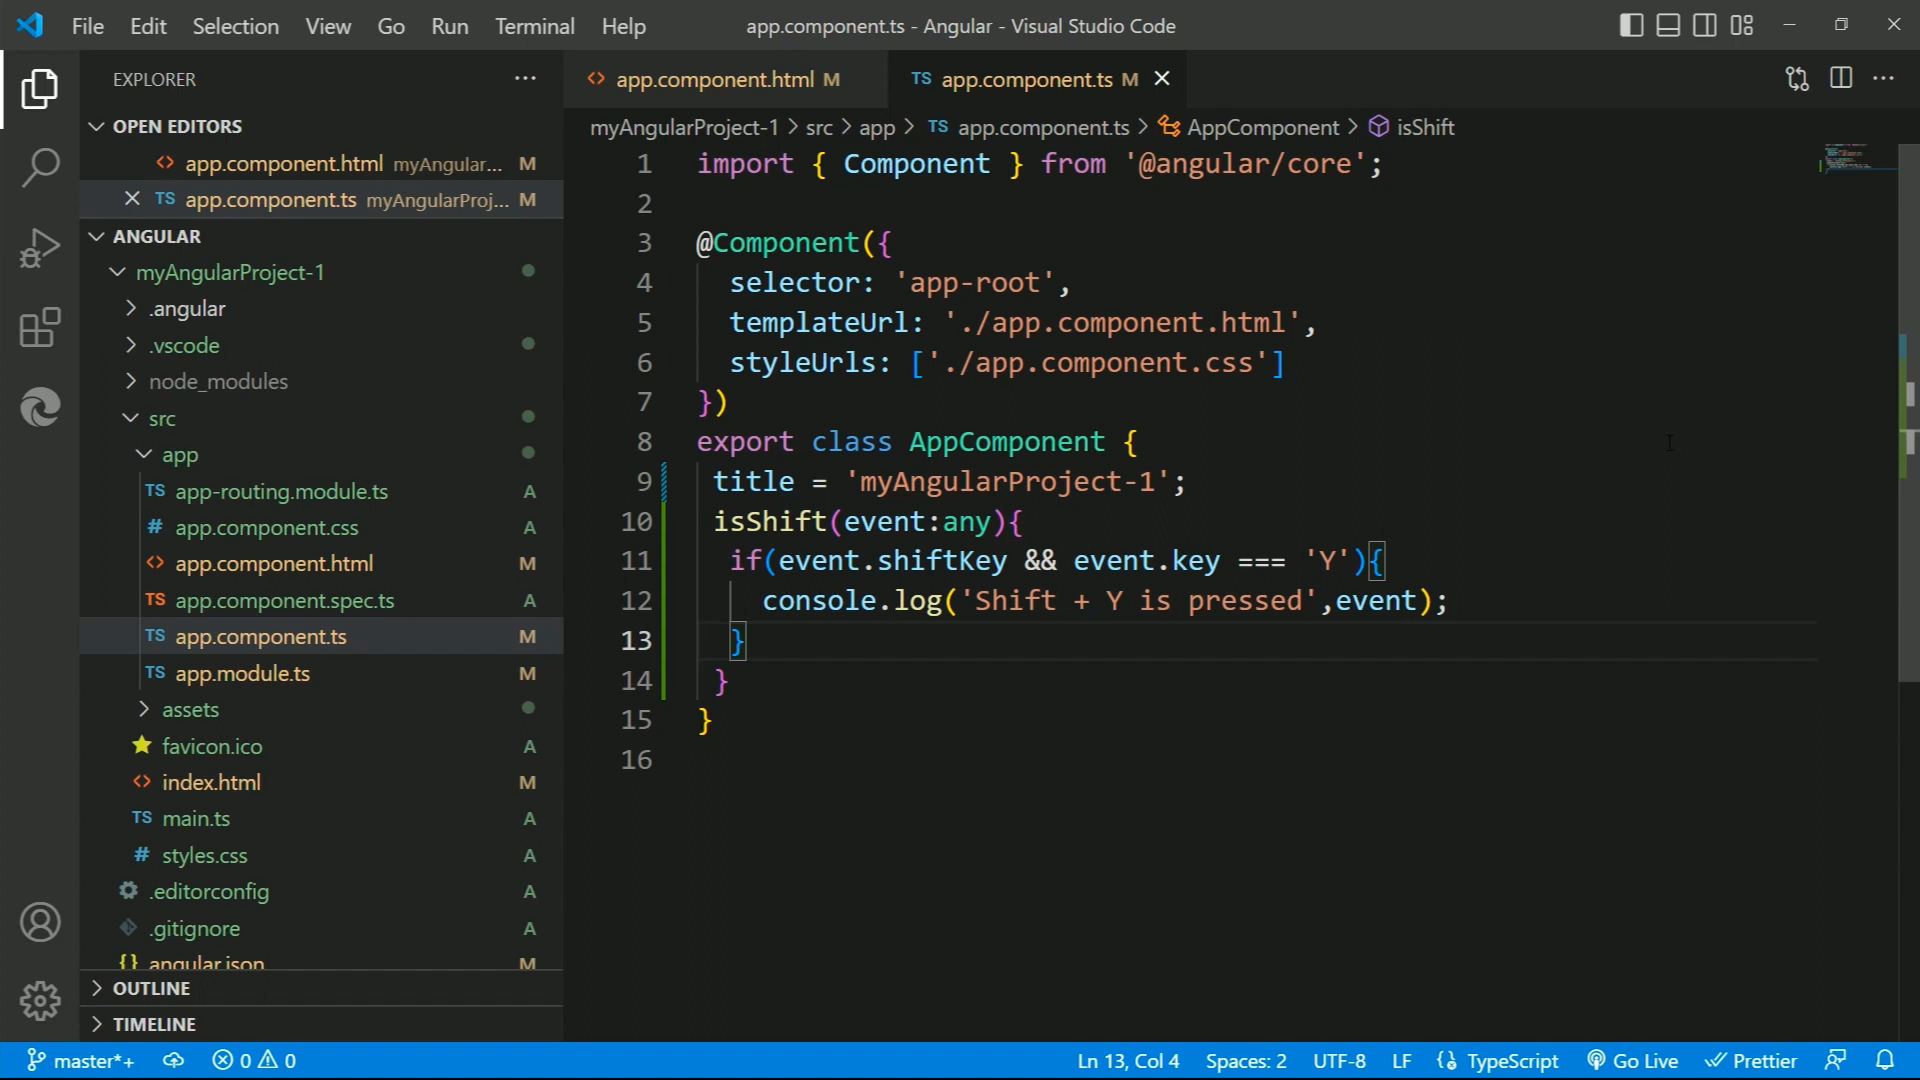 File Edit Selection View Go Run Terminal Help app.component.ts - Angular - Visual Studio Code
EXPLORER
app.component.html M
TS app.component.ts M
OPEN EDITORS
myAngularProject-1 > src > app > TS app.component.ts > AppComponent > isShift
app.component.html myAngular... M
TS app.component.ts myAngularProj... M
ANGULAR
myAngularProject-1
.angular
.vscode
node_modules
src
app
TS app-routing.module.ts A
# app.component.css A
app.component.html M
TS app.component.spec.ts A
TS app.component.ts M
TS app.module.ts M
assets
favicon.ico A
index.html M
TS main.ts A
# styles.css A
.editorconfig A
.gitignore A
{} angular.json M
OUTLINE
TIMELINE
1 import { Component } from '@angular/core';
2
3 @Component({
4 selector: 'app-root',
5 templateUrl: './app.component.html',
6 styleUrls: ['./app.component.css']
7 })
8 export class AppComponent {
9 title = 'myAngularProject-1';
10 isShift(event:any){
11 if(event.shiftKey && event.key === 'Y'){
12 console.log('Shift + Y is pressed',event);
13 }
14 }
15 }
16
master*+ 0 0 Ln 13, Col 4 Spaces: 2 UTF-8 LF {} TypeScript Go Live Prettier